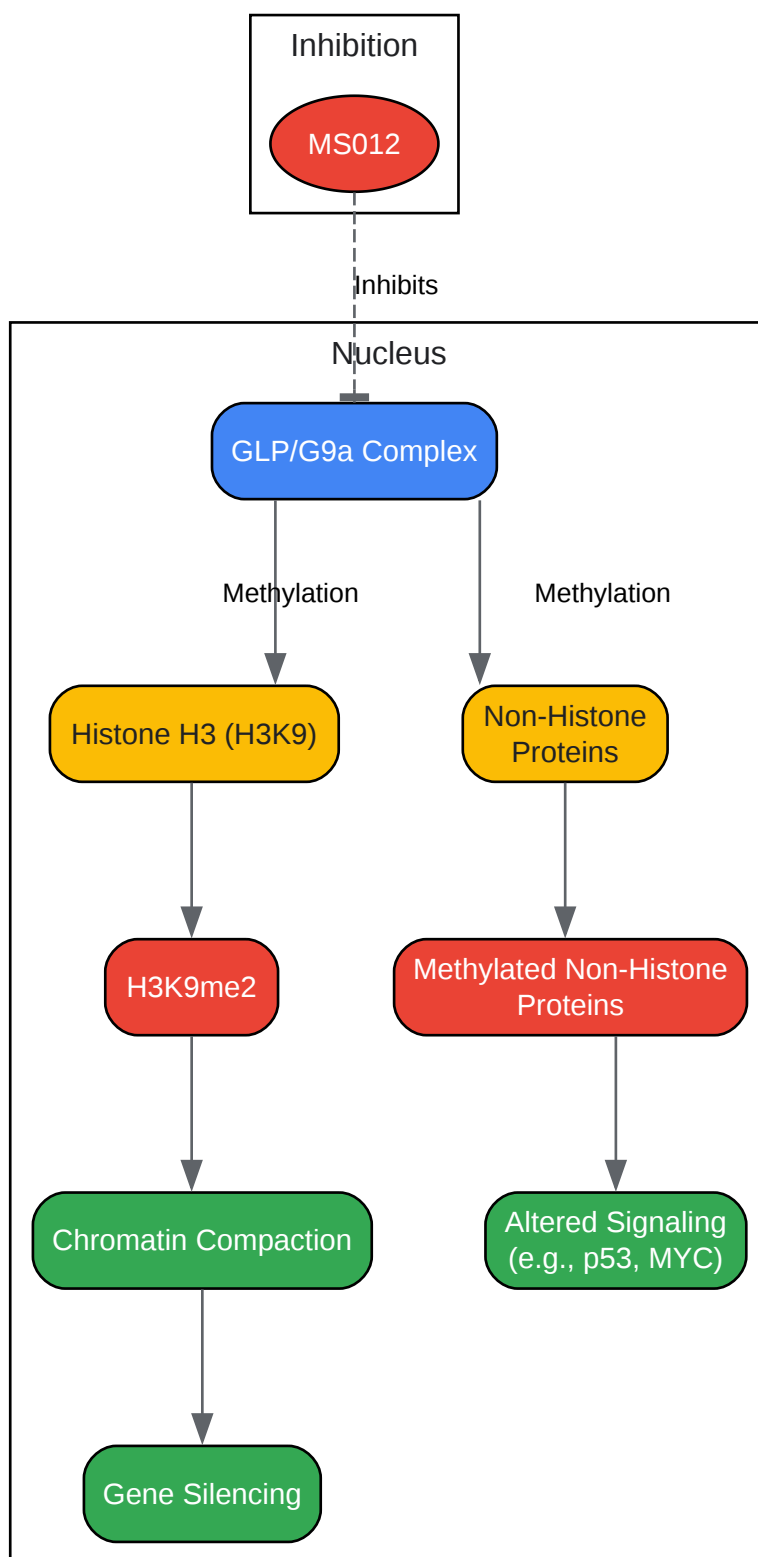 Inhibition
MS012
Inhibits
Nucleus
GLP/G9a Complex
Methylation
Methylation
Histone H3 (H3K9)
Non-Histone
Proteins
H3K9me2
Methylated Non-Histone
Proteins
Chromatin Compaction
Altered Signaling
(e.g., p53, MYC)
Gene Silencing